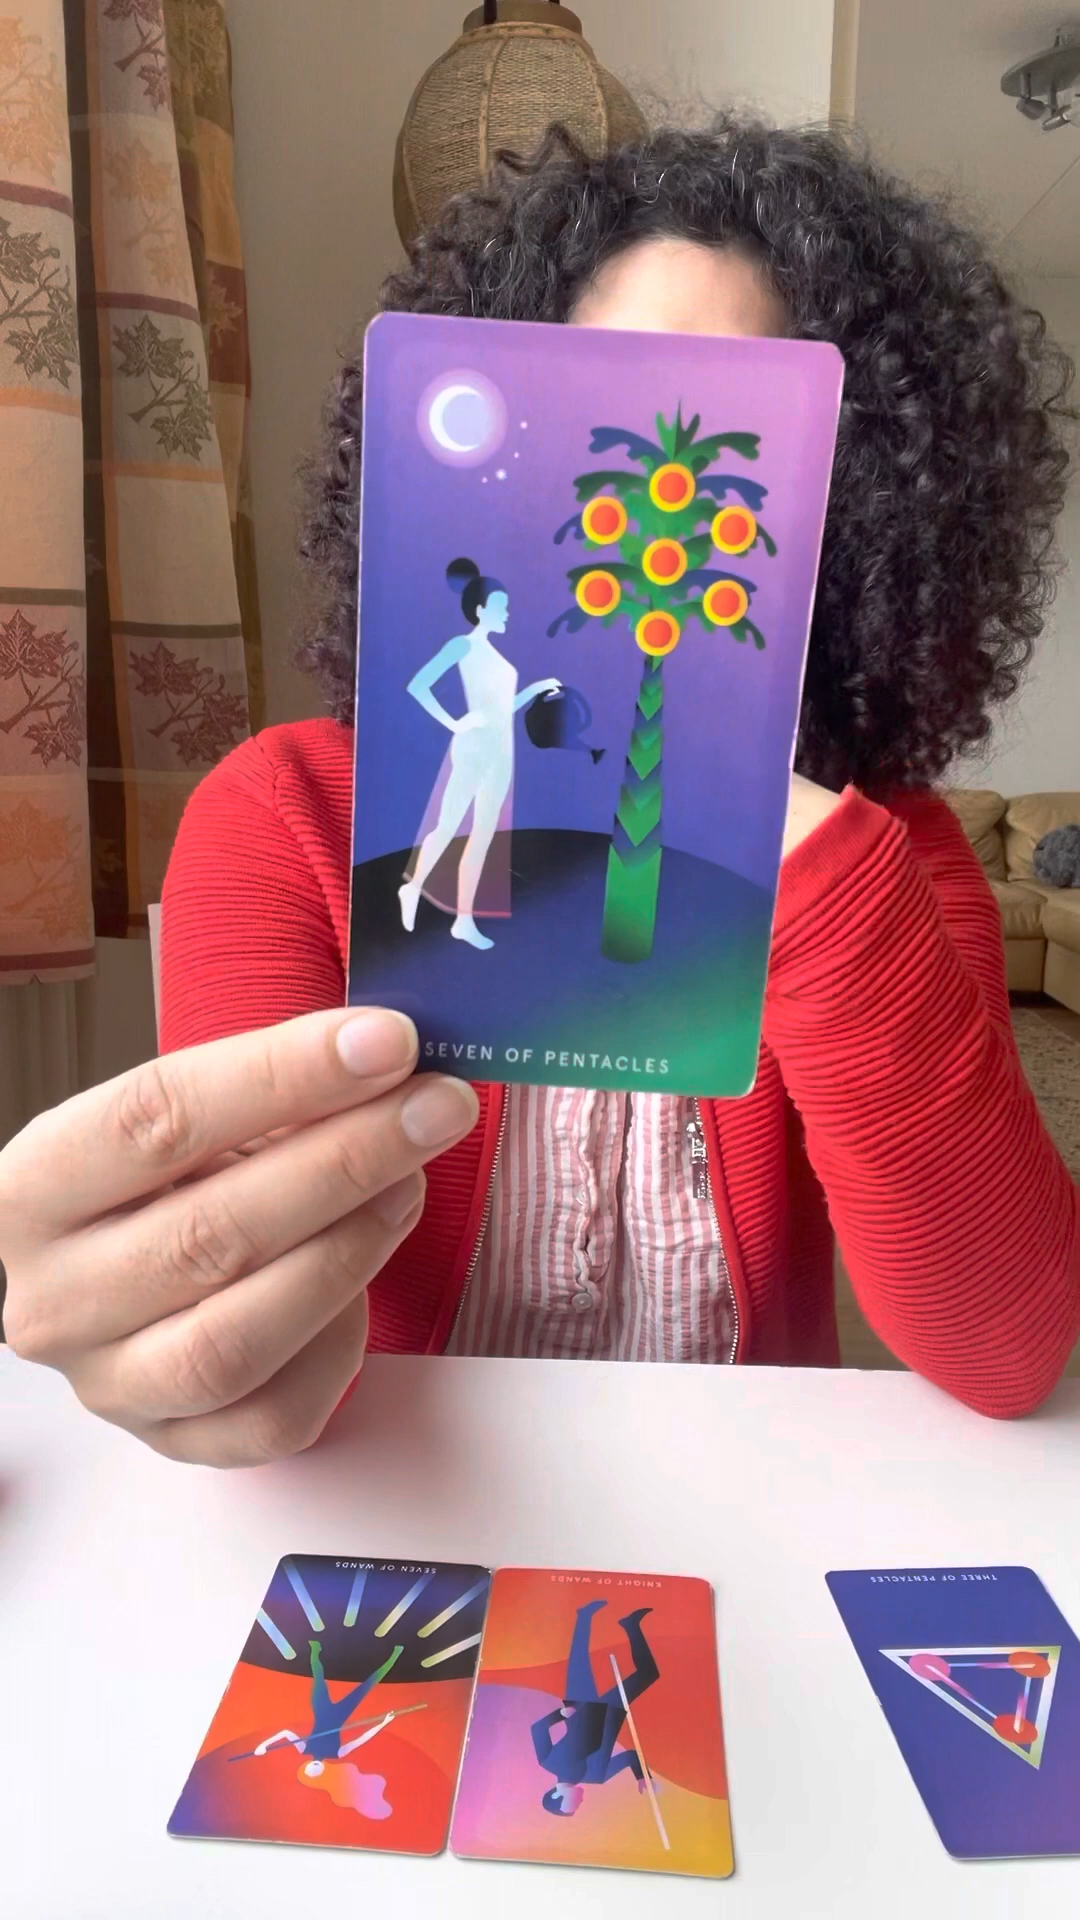 SEVEN OF PENTACLES
SEVEN OF WANDS
KNIGHT OF WANDS
THREE OF PENTACLES